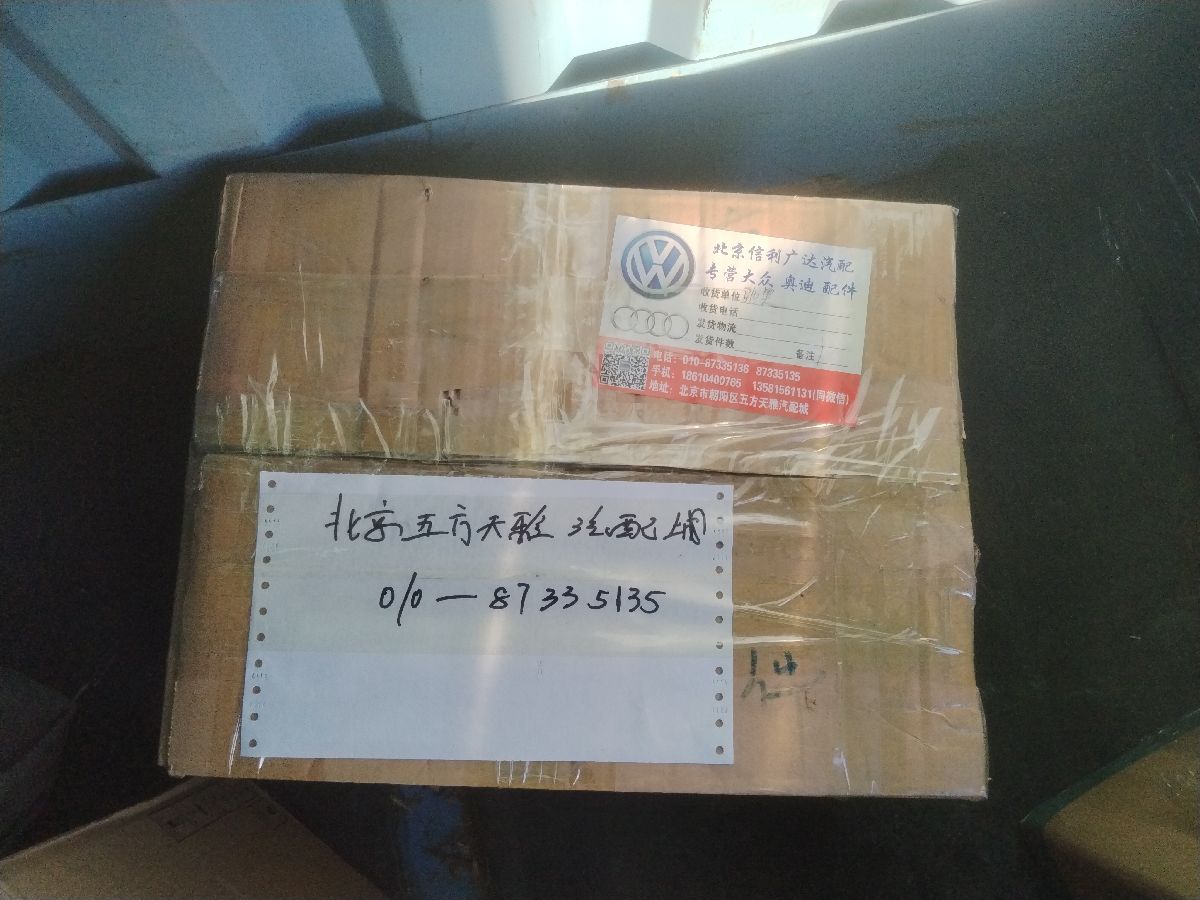 北京信利广达汽配
专营大众 奥迪 配件
收货单位
收货电话
发货物流
发货件数 备注
电话：010-87335136 87335135
手机：18610400765 13581561131(同微信)
地址：北京市朝阳区五方天雅汽配城
北京五方天雅汽配
010—87335135